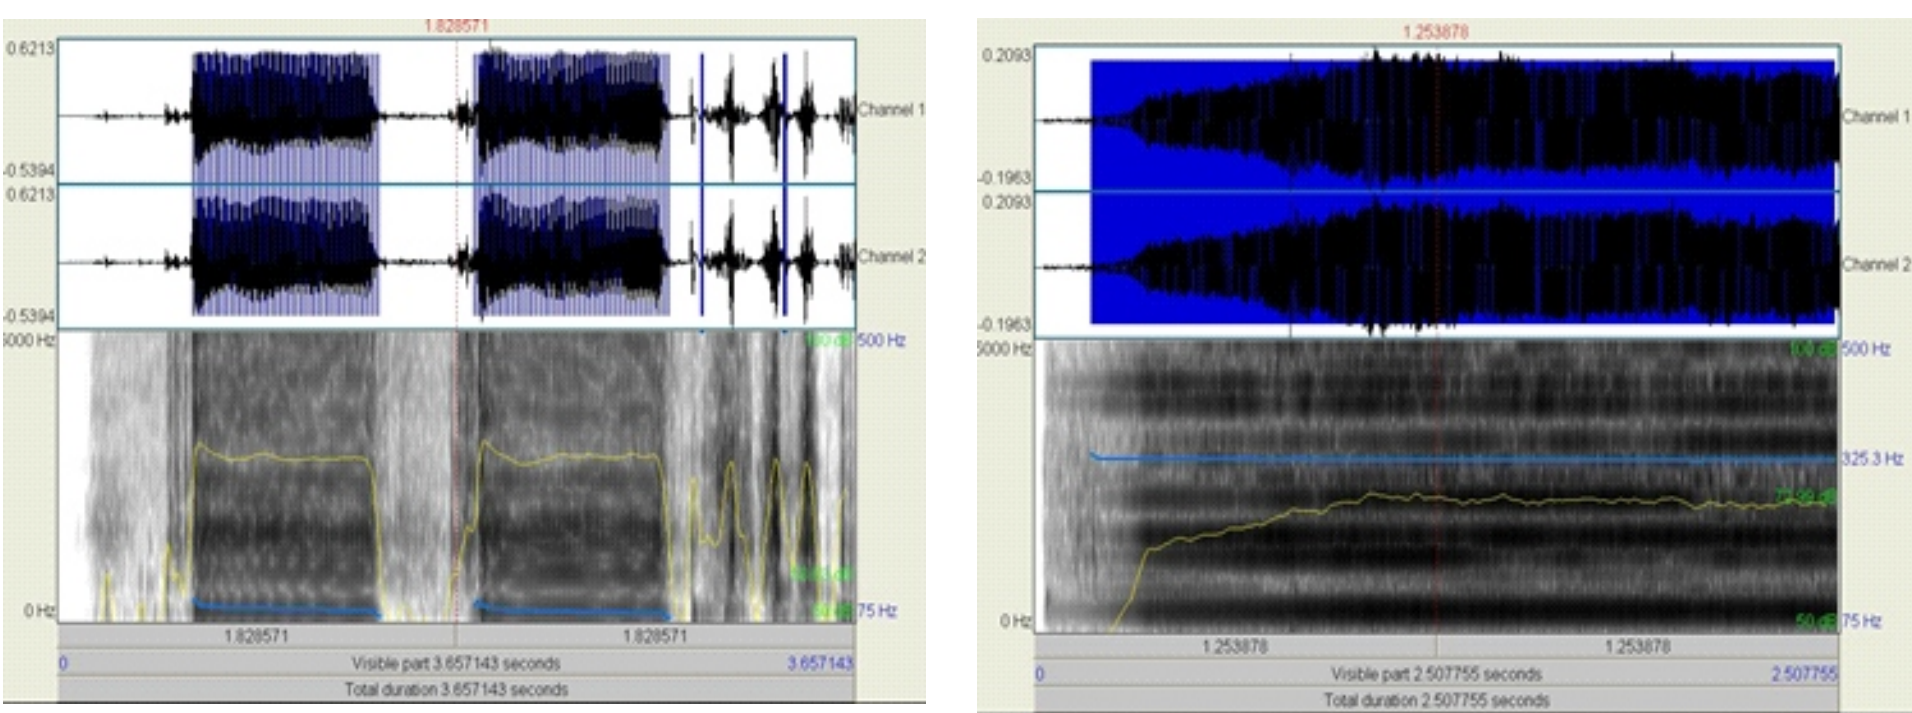 1.828571
0.6213
Channel 1
-0.5394
0.6213
Channel 2
-0.5394
5000 Hz
500 Hz
0 Hz
75 Hz
1.828571 1.828571
0 Visible part 3.657143 seconds 3.657143
Total duration 3.657143 seconds
1.253878
0.2093
Channel 1
-0.1963
0.2093
Channel 2
-0.1963
5000 Hz
100 dB 500 Hz
325.3 Hz
0 Hz
50 dB 75 Hz
1.253878 1.253878
0 Visible part 2.507755 seconds 2.507755
Total duration 2.507755 seconds